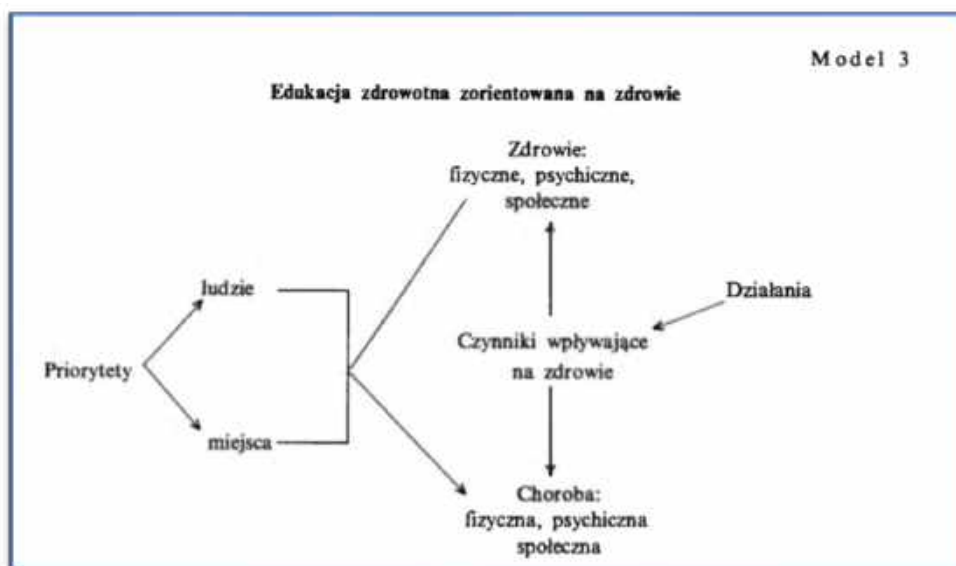 Model 3
Edukacja zdrowotna zorientowana na zdrowie
Zdrowie:
fizyczne, psychiczne,
społeczne
ludzie
Działania
Czynniki wpływające
na zdrowie
Priorytety
miejsca
Choroba:
fizyczna, psychiczna
społeczna